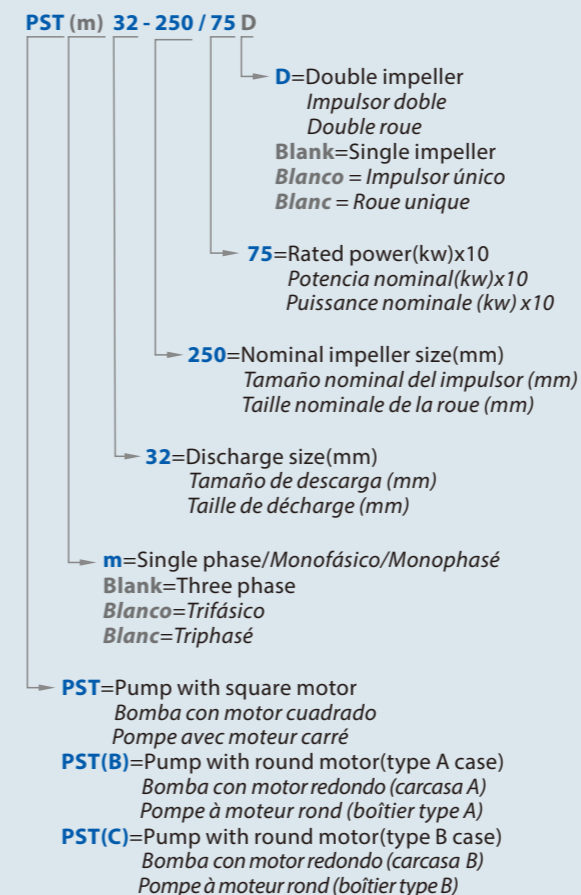 PST(m) 32 - 250 / 75 D
D=Double impeller
Impulsor doble
Double roue
Blank=Single impeller
Blanco = Impulsor único
Blanc = Roue unique
75=Rated power(kw)x10
Potencia nominal(kw)x10
Puissance nominale (kw) x10
250=Nominal impeller size(mm)
Tamaño nominal del impulsor (mm)
Taille nominale de la roue (mm)
32=Discharge size(mm)
Tamaño de descarga (mm)
Taille de décharge (mm)
m=Single phase/Monofásico/Monophasé
Blank=Three phase
Blanco=Trifásico
Blanc=Triphasé
PST=Pump with square motor
Bomba con motor cuadrado
Pompe avec moteur carré
PST(B)=Pump with round motor(type A case)
Bomba con motor redondo (carcasa A)
Pompe à moteur rond (boîtier type A)
PST(C)=Pump with round motor(type B case)
Bomba con motor redondo (carcasa B)
Pompe à moteur rond (boîtier type B)